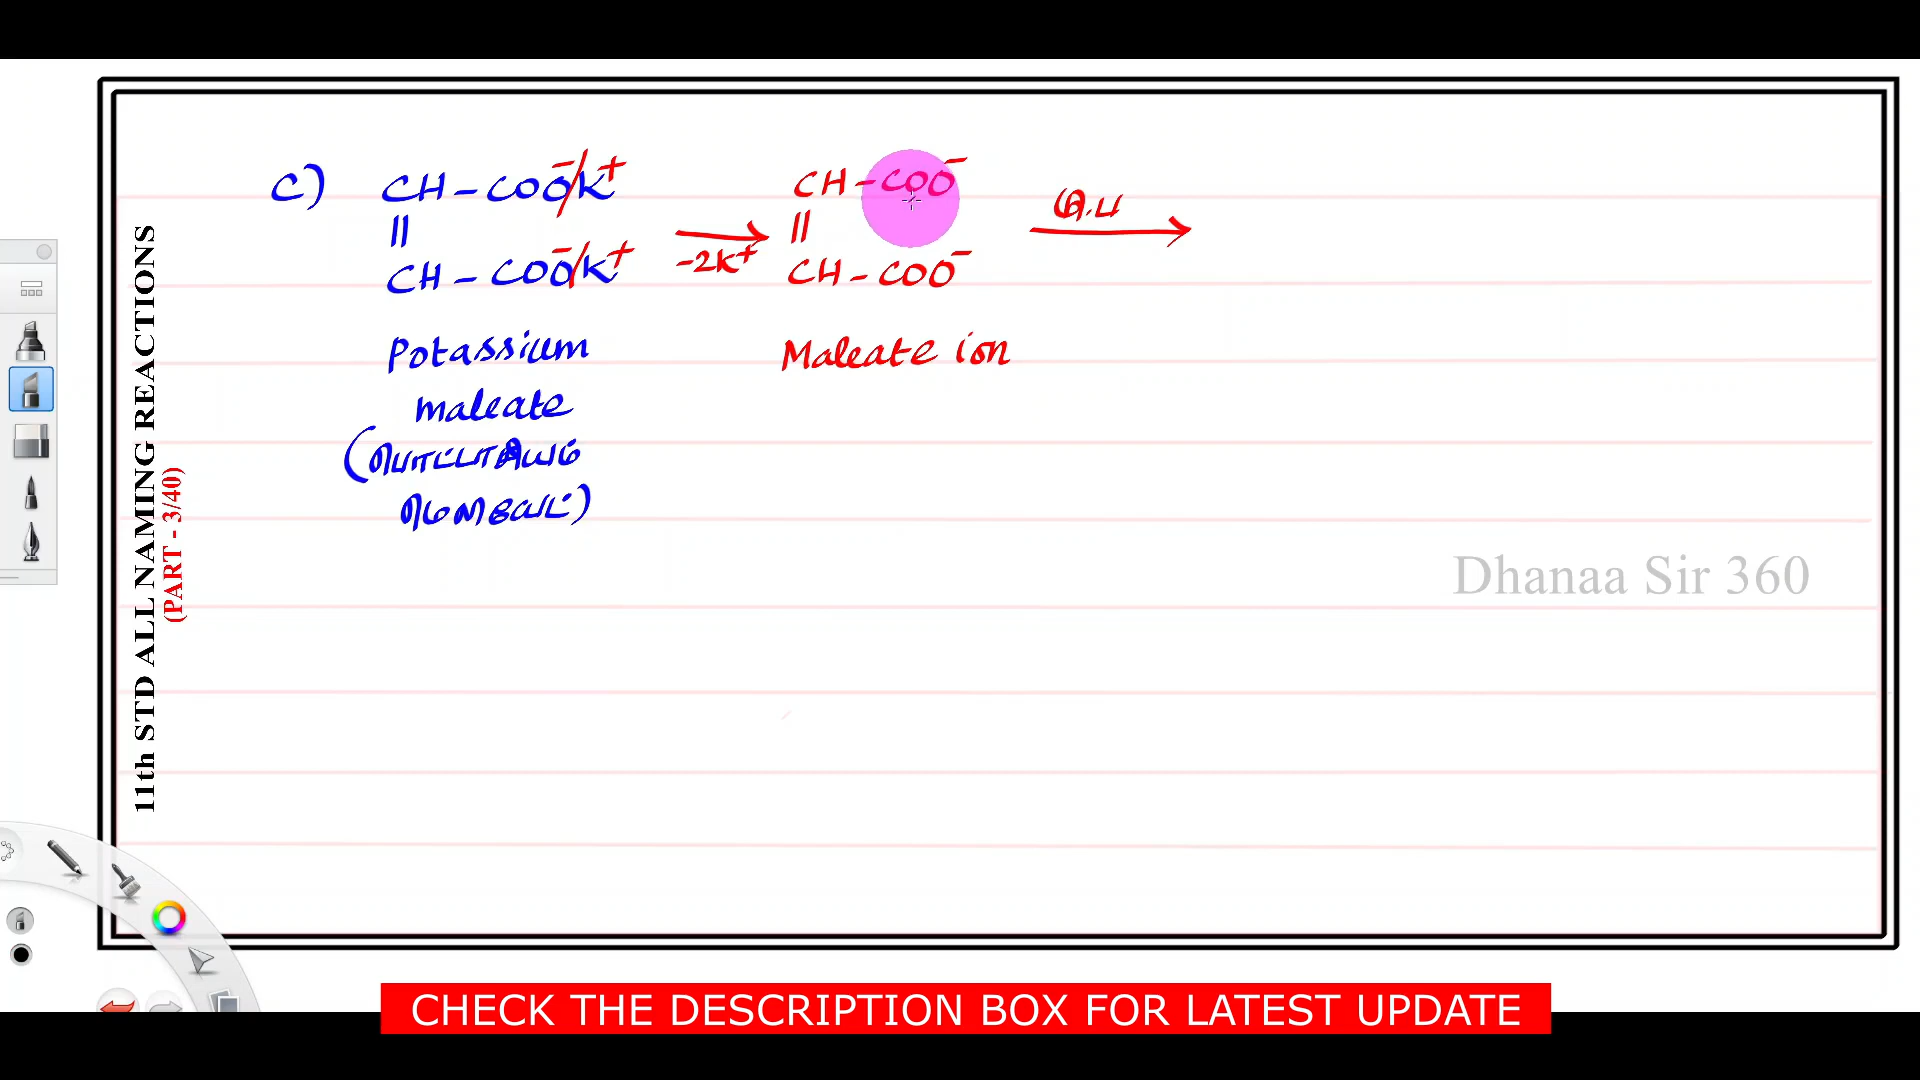 11th STD ALL NAMING REACTIONS
(PART - 3/40)
C) CH - COO⁻/K⁺
||
CH - COO⁻/K⁺
-2K⁺
CH - COO⁻
||
CH - COO⁻
Potassium
maleate
(பொட்டாசியம்
Maleate ion
Dhanaa Sir 360
CHECK THE DESCRIPTION BOX FOR LATEST UPDATE